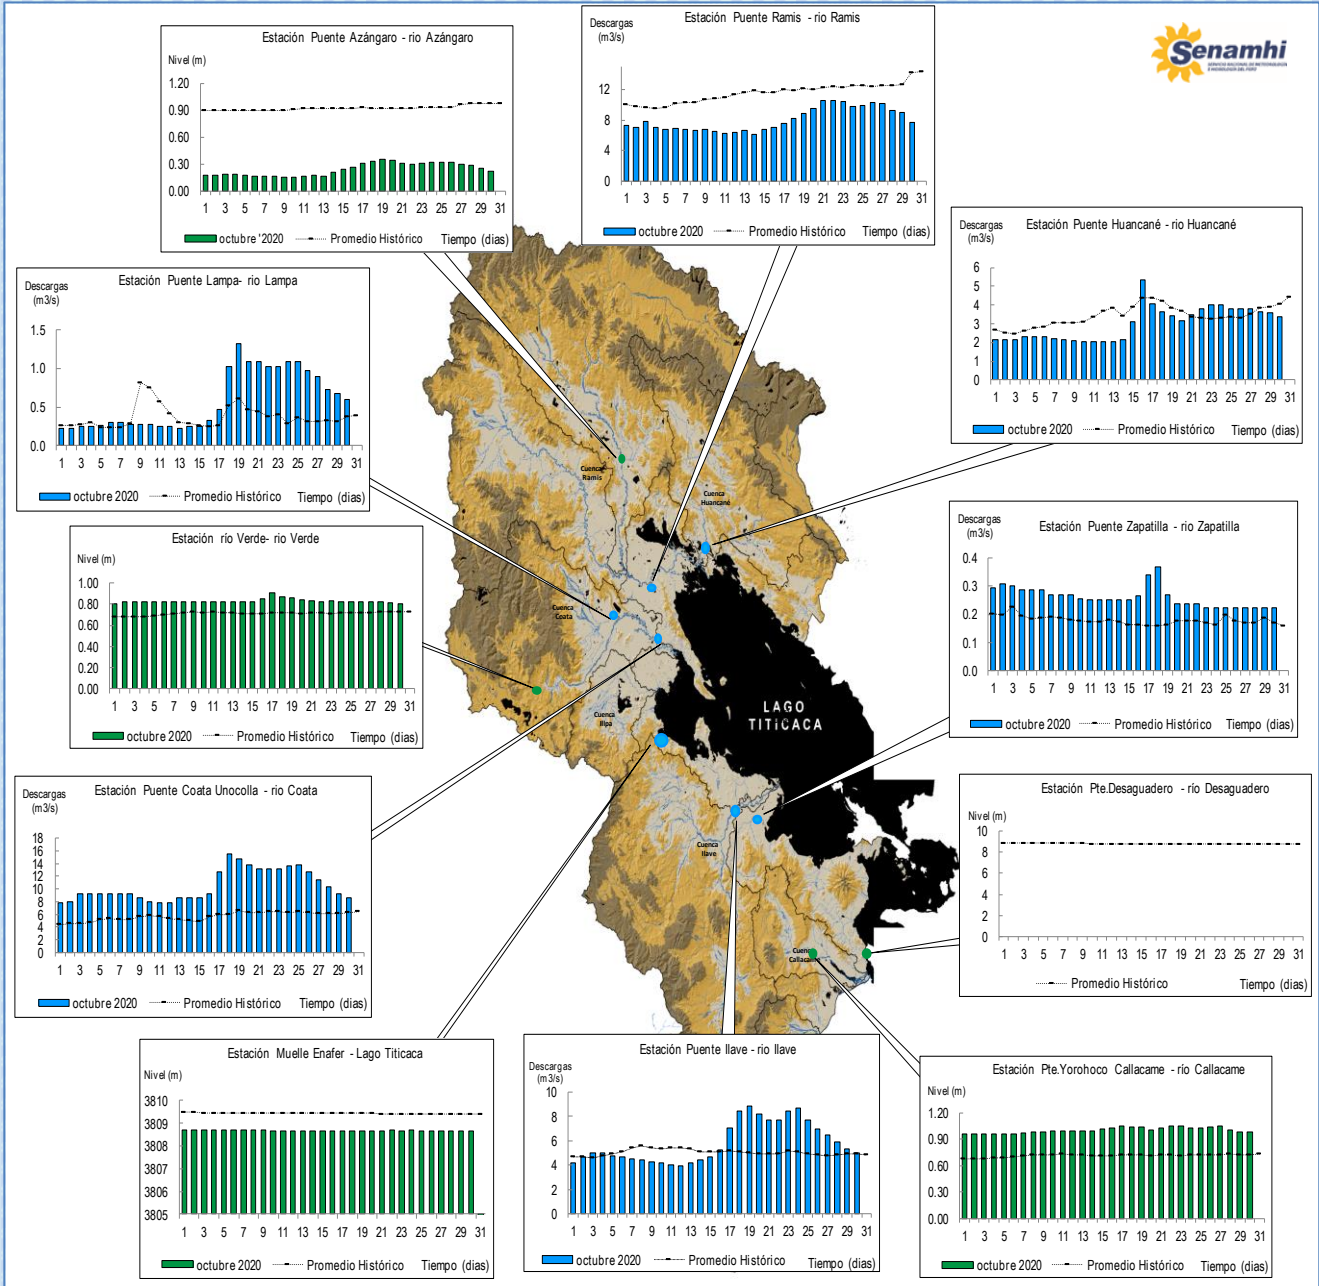 Senamhi
SERVICIO NACIONAL DE METEOROLOGÍA
E HIDROLOGÍA DEL PERÚ
Estación Puente Azángaro - rio Azángaro
Nivel (m)
1.20
0.90
0.60
0.30
0.00
1 3 5 7 9 11 13 15 17 19 21 23 25 27 29 31
octubre '2020 Promedio Histórico Tiempo (dias)
Estación Puente Ramis - rio Ramis
Descargas
(m3/s)
12
8
4
0
1 3 5 7 9 11 13 15 17 19 21 23 25 27 29 31
octubre 2020 Promedio Histórico Tiempo (dias)
Estación Puente Huancané - rio Huancané
Descargas
(m3/s)
6
5
4
3
2
1
0
1 3 5 7 9 11 13 15 17 19 21 23 25 27 29 31
octubre 2020 Promedio Histórico Tiempo (dias)
Estación Puente Lampa- rio Lampa
Descargas
(m3/s)
1.5
1.0
0.5
0.0
1 3 5 7 9 11 13 15 17 19 21 23 25 27 29 31
octubre 2020 Promedio Histórico Tiempo (dias)
Estación río Verde- rio Verde
Nivel (m)
1.00
0.80
0.60
0.40
0.20
0.00
1 3 5 7 9 11 13 15 17 19 21 23 25 27 29 31
octubre 2020 Promedio Histórico Tiempo (dias)
Estación Puente Zapatilla - rio Zapatilla
Descargas
(m3/s)
0.4
0.3
0.2
0.1
0.0
1 3 5 7 9 11 13 15 17 19 21 23 25 27 29 31
octubre 2020 Promedio Histórico Tiempo (dias)
Cuenca
Ramis
Cuenca
Huancané
Cuenca
Coata
Cuenca
Illpa
LAGO
TITICACA
Cuenca
Ilave
Cuenca
Callacame
Estación Puente Coata Unocolla - rio Coata
Descargas
(m3/s)
18
16
14
12
10
8
6
4
2
0
1 3 5 7 9 11 13 15 17 19 21 23 25 27 29 31
octubre 2020 Promedio Histórico Tiempo (dias)
Estación Pte.Desaguadero - río Desaguadero
Nivel (m)
10
8
6
4
2
0
1 3 5 7 9 11 13 15 17 19 21 23 25 27 29 31
Promedio Histórico Tiempo (dias)
Estación Muelle Enafer - Lago Titicaca
Nivel (m)
3810
3809
3808
3807
3806
3805
1 3 5 7 9 11 13 15 17 19 21 23 25 27 29 31
octubre 2020 Promedio Histórico Tiempo (dias)
Estación Puente Ilave - rio Ilave
Descargas
(m3/s)
10
8
6
4
2
0
1 3 5 7 9 11 13 15 17 19 21 23 25 27 29 31
octubre 2020 Promedio Histórico Tiempo (dias)
Estación Pte.Yorohoco Callacame - río Callacame
Nivel (m)
1.20
0.90
0.60
0.30
0.00
1 3 5 7 9 11 13 15 17 19 21 23 25 27 29 31
octubre 2020 Promedio Histórico Tiempo (dias)